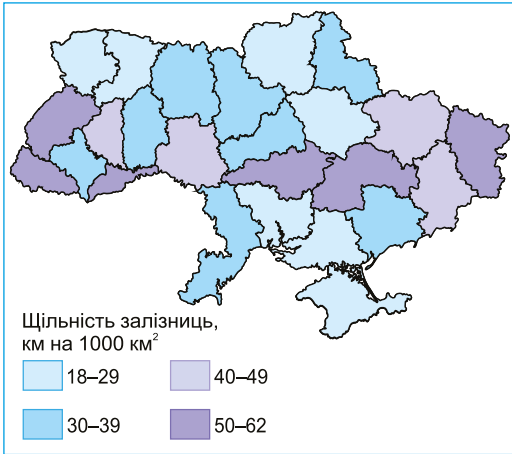 Щільність залізниць,
км на 1000 км²
18–29
40–49
30–39
50–62